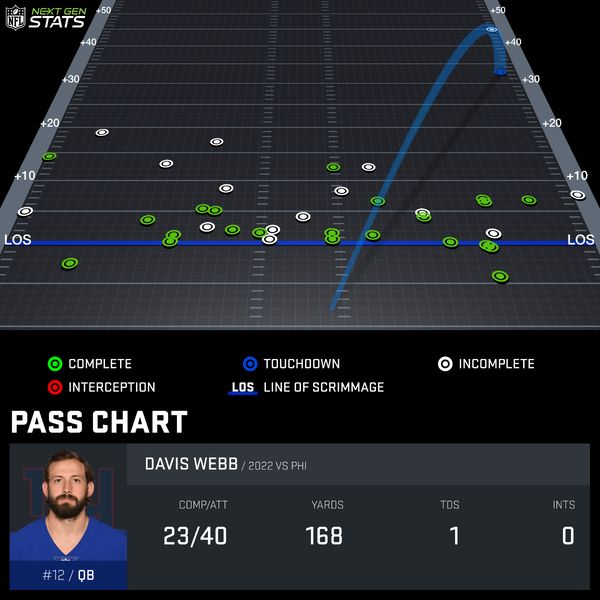 NFL NEXT GEN STATS
+50 +50
+40 +40
+30 +30
+20 +20
+10 +10
LOS LOS
COMPLETE TOUCHDOWN INCOMPLETE
INTERCEPTION LOS LINE OF SCRIMMAGE
PASS CHART
DAVIS WEBB / 2022 VS PHI
COMP/ATT YARDS TDS INTS
23/40 168 1 0
#12 / QB